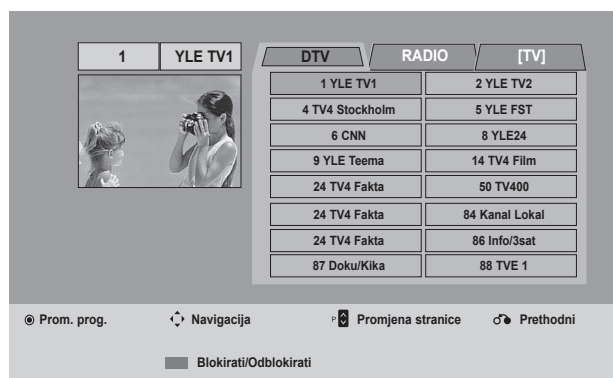 1 YLE TV1
DTV RADIO [TV]
1 YLE TV1 2 YLE TV2
4 TV4 Stockholm 5 YLE FST
6 CNN 8 YLE24
9 YLE Teema 14 TV4 Film
24 TV4 Fakta 50 TV400
24 TV4 Fakta 84 Kanal Lokal
24 TV4 Fakta 86 Info/3sat
87 Doku/Kika 88 TVE 1
Prom. prog. Navigacija P Promjena stranice Prethodni
Blokirati/Odblokirati